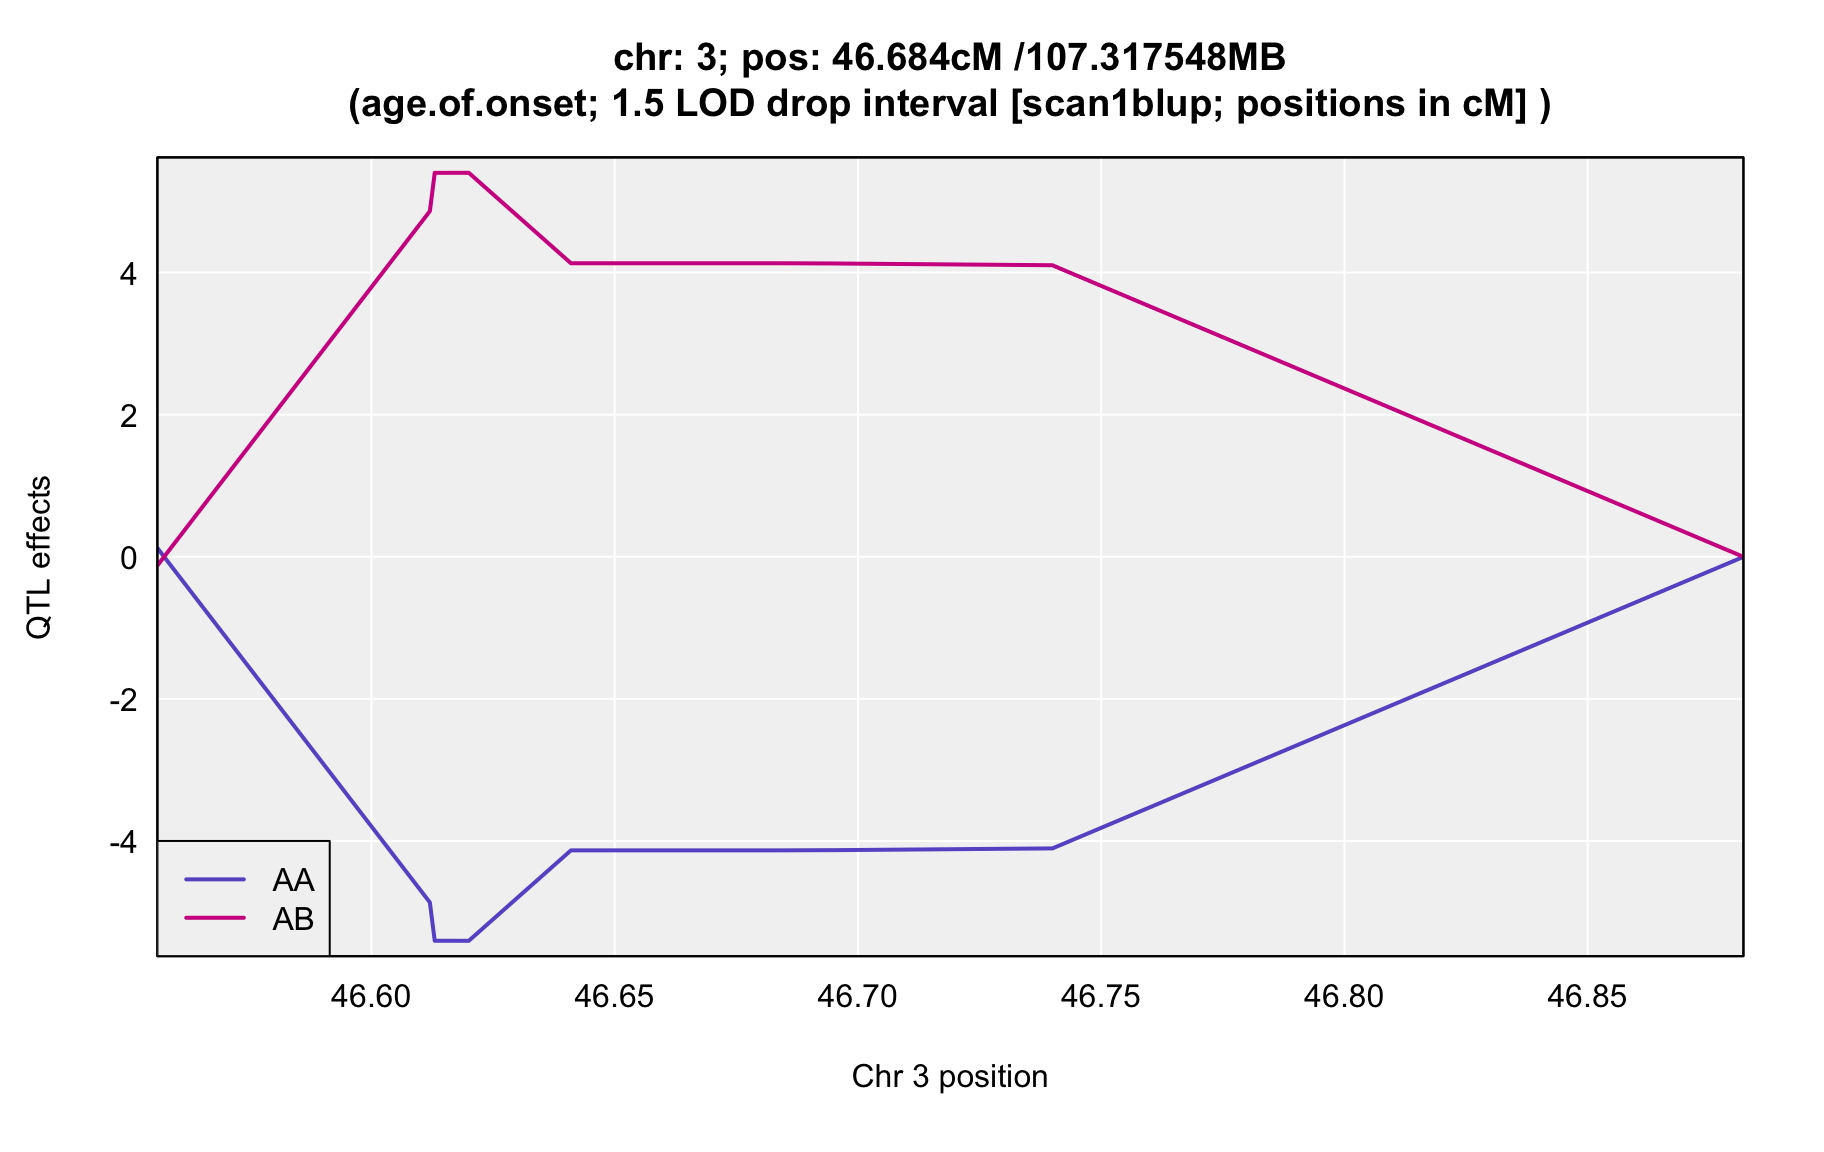 chr: 3; pos: 46.684cM /107.317548MB
(age.of.onset; 1.5 LOD drop interval [scan1blup; positions in cM] )
QTL effects
4
2
0
-2
-4
AA
AB
46.60 46.65 46.70 46.75 46.80 46.85
Chr 3 position